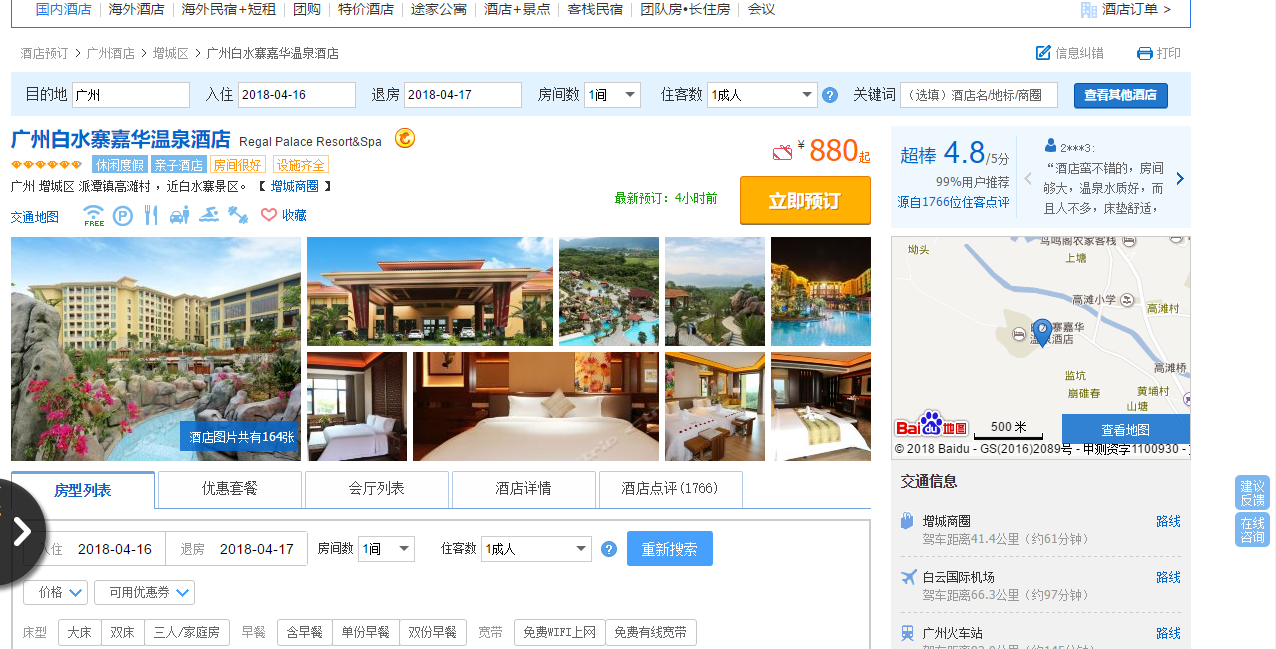 国内酒店 海外酒店 海外民宿+短租 团购 特价酒店 途家公寓 酒店+景点 客栈民宿 团队房•长住房 会议 酒店订单 >
酒店预订 > 广州酒店 > 增城区 > 广州白水寨嘉华温泉酒店 信息纠错 打印
目的地 广州 入住 2018-04-16 退房 2018-04-17 房间数 1间 住客数 1成人 ? 关键词 (选填)酒店名/地标/商圈 查看其他酒店
广州白水寨嘉华温泉酒店 Regal Palace Resort&Spa
休闲度假 亲子酒店 房间很好 设施齐全
广州 增城区 派潭镇高滩村 ，近白水寨景区。 【 增城商圈 】
交通地图 FREE P 收藏
¥880起
最新预订：4小时前
立即预订
超棒 4.8/5分
99%用户推荐
源自1766位住客点评
2***3:
“酒店蛮不错的，房间
够大，温泉水质好，而
且人不多，床垫舒适，
酒店图片共有164张
坳头
鸟鸣阁农家客栈
上塘
高滩小学
高滩村
高滩桥
监坑
崩碓春
黄埔村
山塘
Bai du 地图
500 米
查看地图
© 2018 Baidu - GS(2016)2089号 - 甲测资字1100930 -
房型列表 优惠套餐 会厅列表 酒店详情 酒店点评(1766)
入住 2018-04-16 退房 2018-04-17 房间数 1间 住客数 1成人 ? 重新搜索
价格 可用优惠券
床型 大床 双床 三人/家庭房 早餐 含早餐 单份早餐 双份早餐 宽带 免费WIFI上网 免费有线宽带
交通信息
增城商圈 路线
驾车距离41.4公里（约61分钟）
白云国际机场 路线
驾车距离66.3公里（约97分钟）
广州火车站 路线
建议
反馈
在线
咨询